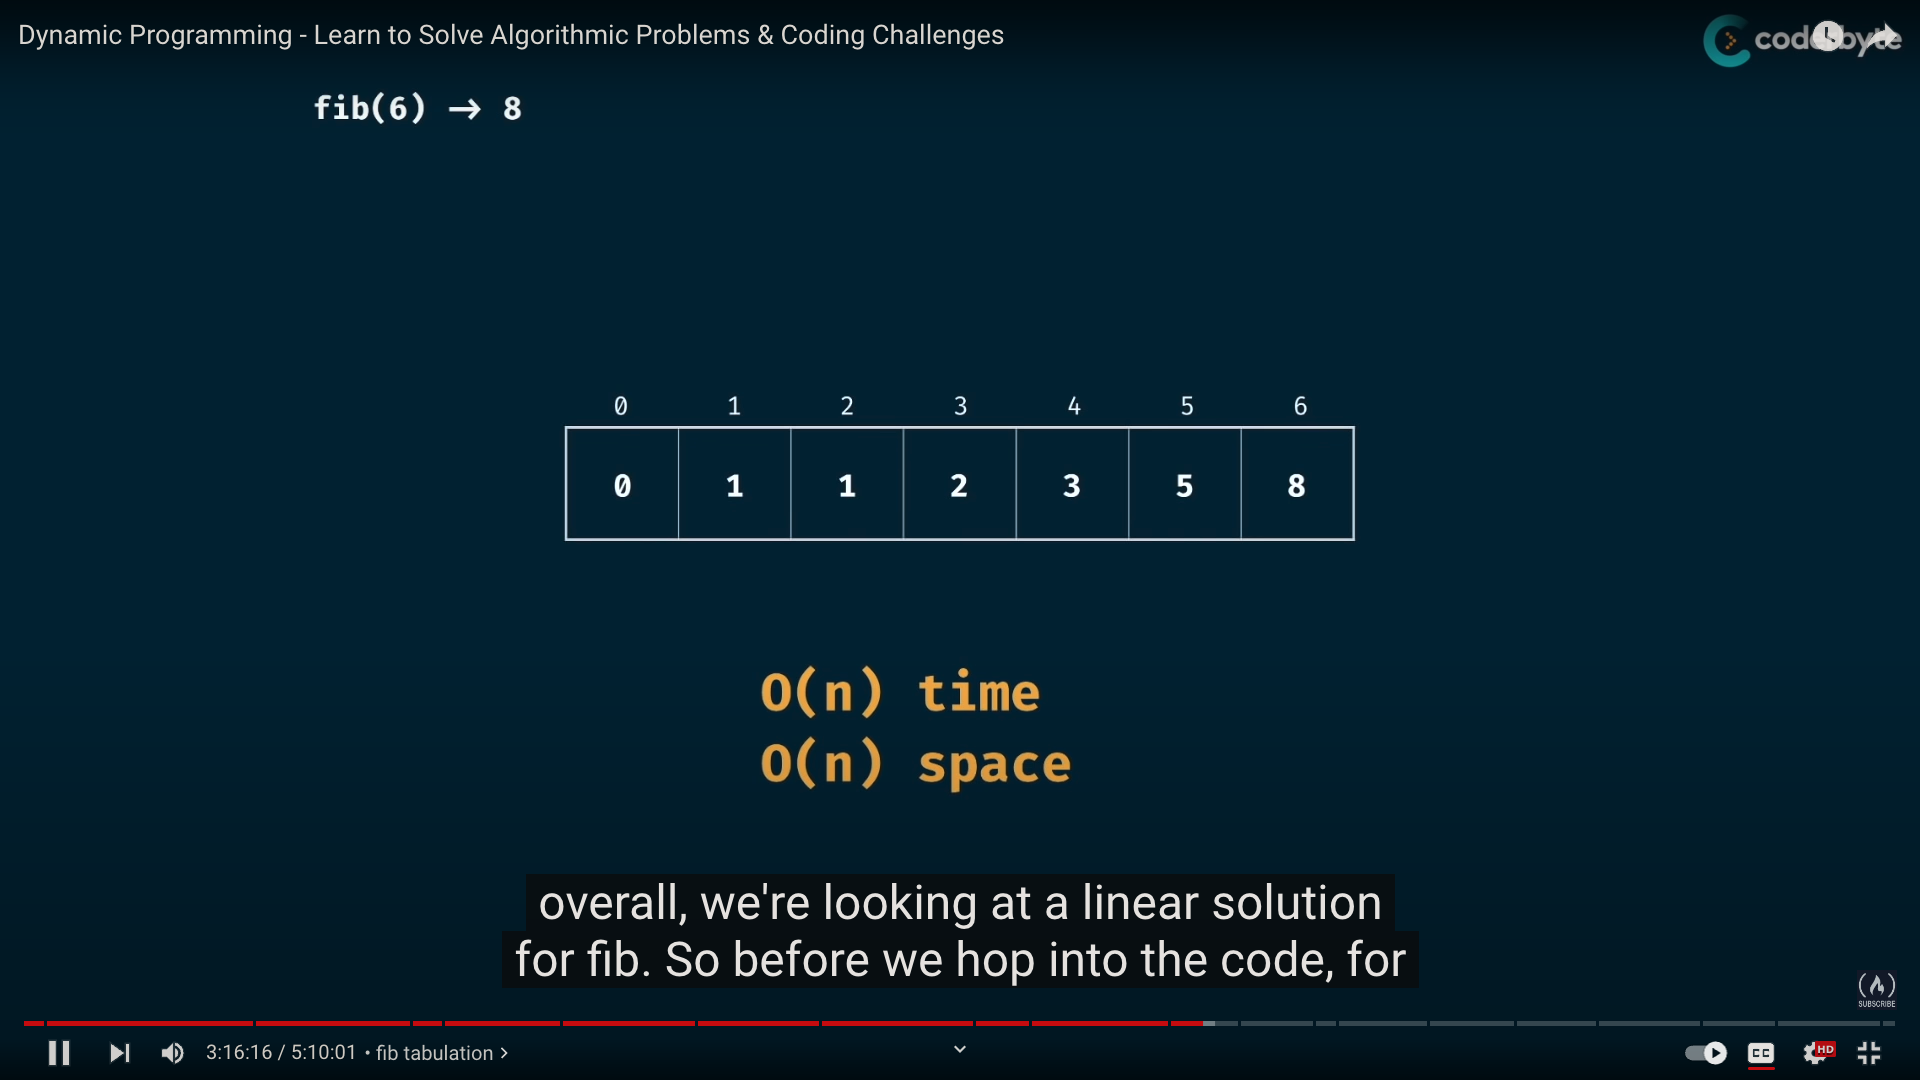 Dynamic Programming - Learn to Solve Algorithmic Problems & Coding Challenges
coderbyte
fib(6) → 8
0 1 2 3 4 5 6
0 1 1 2 3 5 8
O(n) time
O(n) space
overall, we're looking at a linear solution
for fib. So before we hop into the code, for
SUBSCRIBE
3:16:16 / 5:10:01 • fib tabulation >
CC
HD